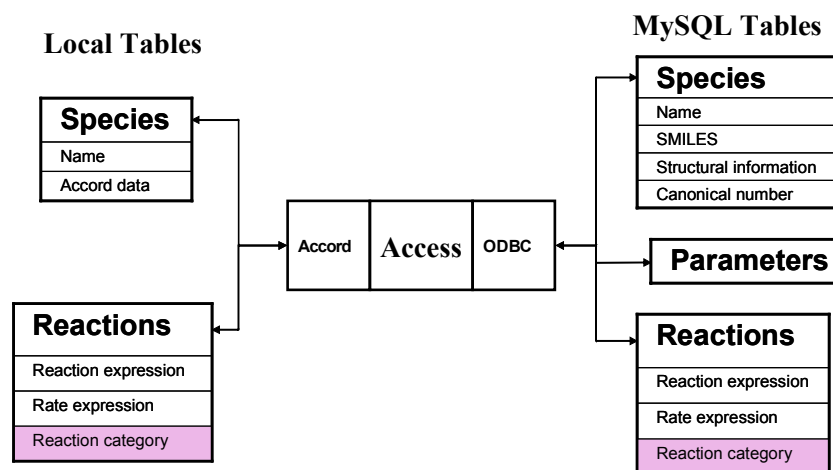 Local Tables
Species
Name
Accord data
Reactions
Reaction expression
Rate expression
Reaction category
Accord
Access
ODBC
MySQL Tables
Species
Name
SMILES
Structural information
Canonical number
Parameters
Reactions
Reaction expression
Rate expression
Reaction category